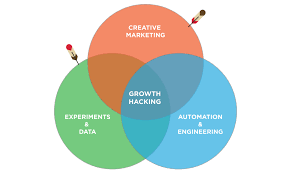 CREATIVE
MARKETING
GROWTH
HACKING
EXPERIMENTS
&
DATA
AUTOMATION
&
ENGINEERING